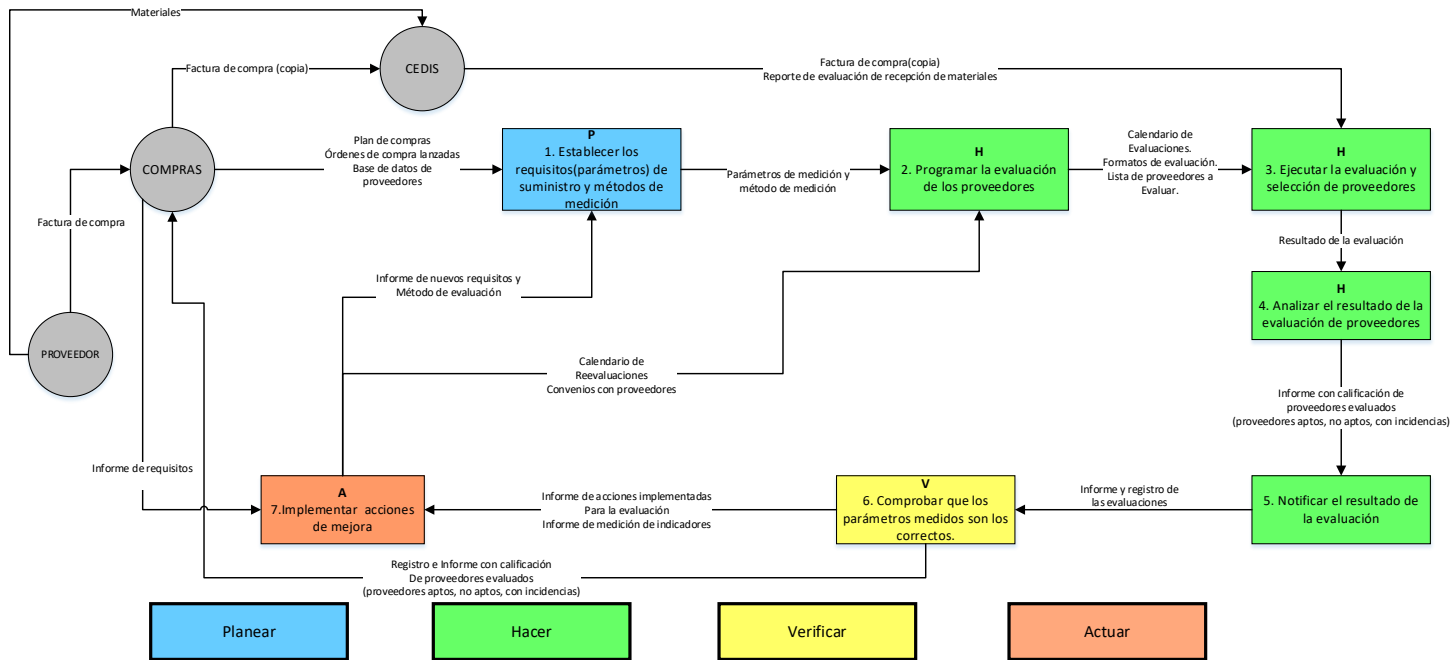 Materiales
Factura de compra (copia)
CEDIS
Factura de compra(copia)
Reporte de evaluación de recepción de materiales
COMPRAS
Plan de compras
Órdenes de compra lanzadas
Base de datos de
proveedores
P
1. Establecer los
requisitos(parámetros) de
suministro y métodos de
medición
Parámetros de medición y
método de medición
H
2. Programar la evaluación
de los proveedores
Calendario de
Evaluaciones.
Formatos de evaluación.
Lista de proveedores a
Evaluar.
H
3. Ejecutar la evaluación y
selección de proveedores
Factura de compra
Resultado de la evaluación
Informe de nuevos requisitos y
Método de evaluación
H
4. Analizar el resultado de la
evaluación de proveedores
PROVEEDOR
Calendario de
Reevaluaciones
Convenios con proveedores
Informe con calificación de
proveedores evaluados
(proveedores aptos, no aptos, con incidencias)
Informe de requisitos
A
7.Implementar acciones
de mejora
Informe de acciones implementadas
Para la evaluación
Informe de medición de indicadores
V
6. Comprobar que los
parámetros medidos son los
correctos.
Informe y registro de
las evaluaciones
5. Notificar el resultado de
la evaluación
Registro e Informe con calificación
De proveedores evaluados
(proveedores aptos, no aptos, con incidencias)
Planear
Hacer
Verificar
Actuar